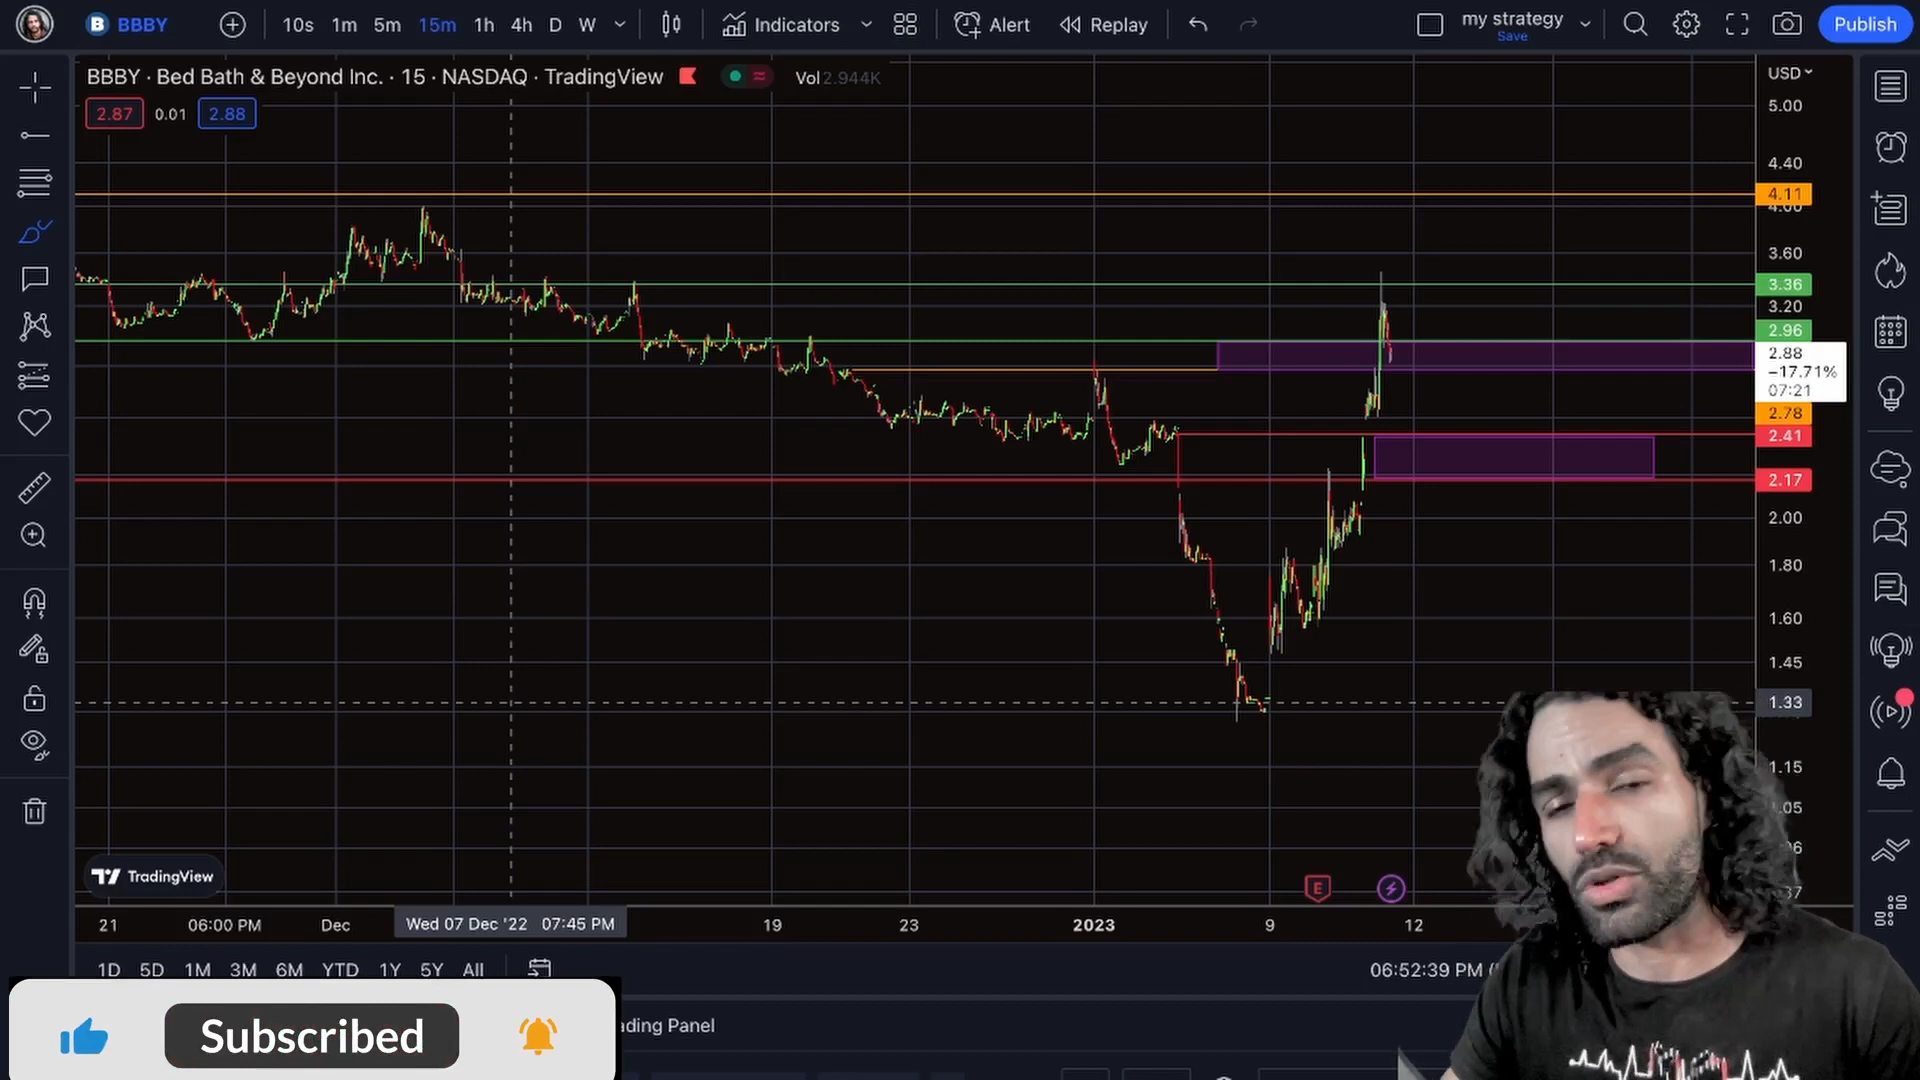 B BBBY 10s 1m 5m 15m 1h 4h D W Indicators Alert Replay my strategy Save Publish
BBBY · Bed Bath & Beyond Inc. · 15 · NASDAQ · TradingView Vol 2.944K
2.87 0.01 2.88
USD
5.00
4.40
4.11
4.00
3.60
3.36
3.20
2.96
2.88
−17.71%
07:21
2.78
2.41
2.17
2.00
1.80
1.60
1.45
1.33
1.15
TradingView
E
21 06:00 PM Dec Wed 07 Dec '22 07:45 PM 19 23 2023 9 12
1D 5D 1M 3M 6M YTD 1Y 5Y All 06:52:39 PM
Subscribed
Panel